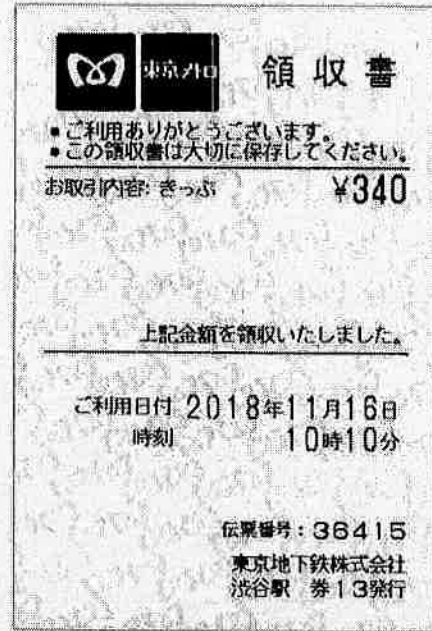 東京メトロ 領収書
■ご利用ありがとうございます。
■この領収書は大切に保存してください。
お取引内容: きっぷ ¥340
上記金額を領収いたしました。
ご利用日付 2018年11月16日
時刻 10時10分
伝票番号:36415
東京地下鉄株式会社
渋谷駅 券13発行